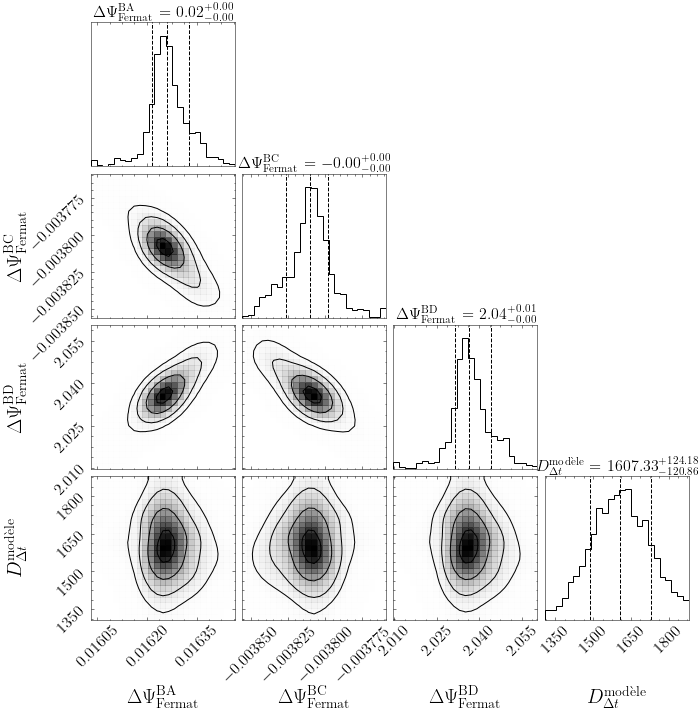 ΔΨ^BA_Fermat = 0.02^+0.00_−0.00
ΔΨ^BC_Fermat = −0.00^+0.00_−0.00
ΔΨ^BC_Fermat
−0.003775
−0.003800
−0.003825
−0.003850
ΔΨ^BD_Fermat = 2.04^+0.01_−0.00
ΔΨ^BD_Fermat
2.055
2.040
2.025
2.010
D^modèle_Δt = 1607.33^+124.18_−120.86
D^modèle_Δt
1800
1650
1500
1350
0.01605 0.01620 0.01635
−0.003850 −0.003825 −0.003800 −0.003775
2.010 2.025 2.040 2.055
1350 1500 1650 1800
ΔΨ^BA_Fermat ΔΨ^BC_Fermat ΔΨ^BD_Fermat D^modèle_Δt